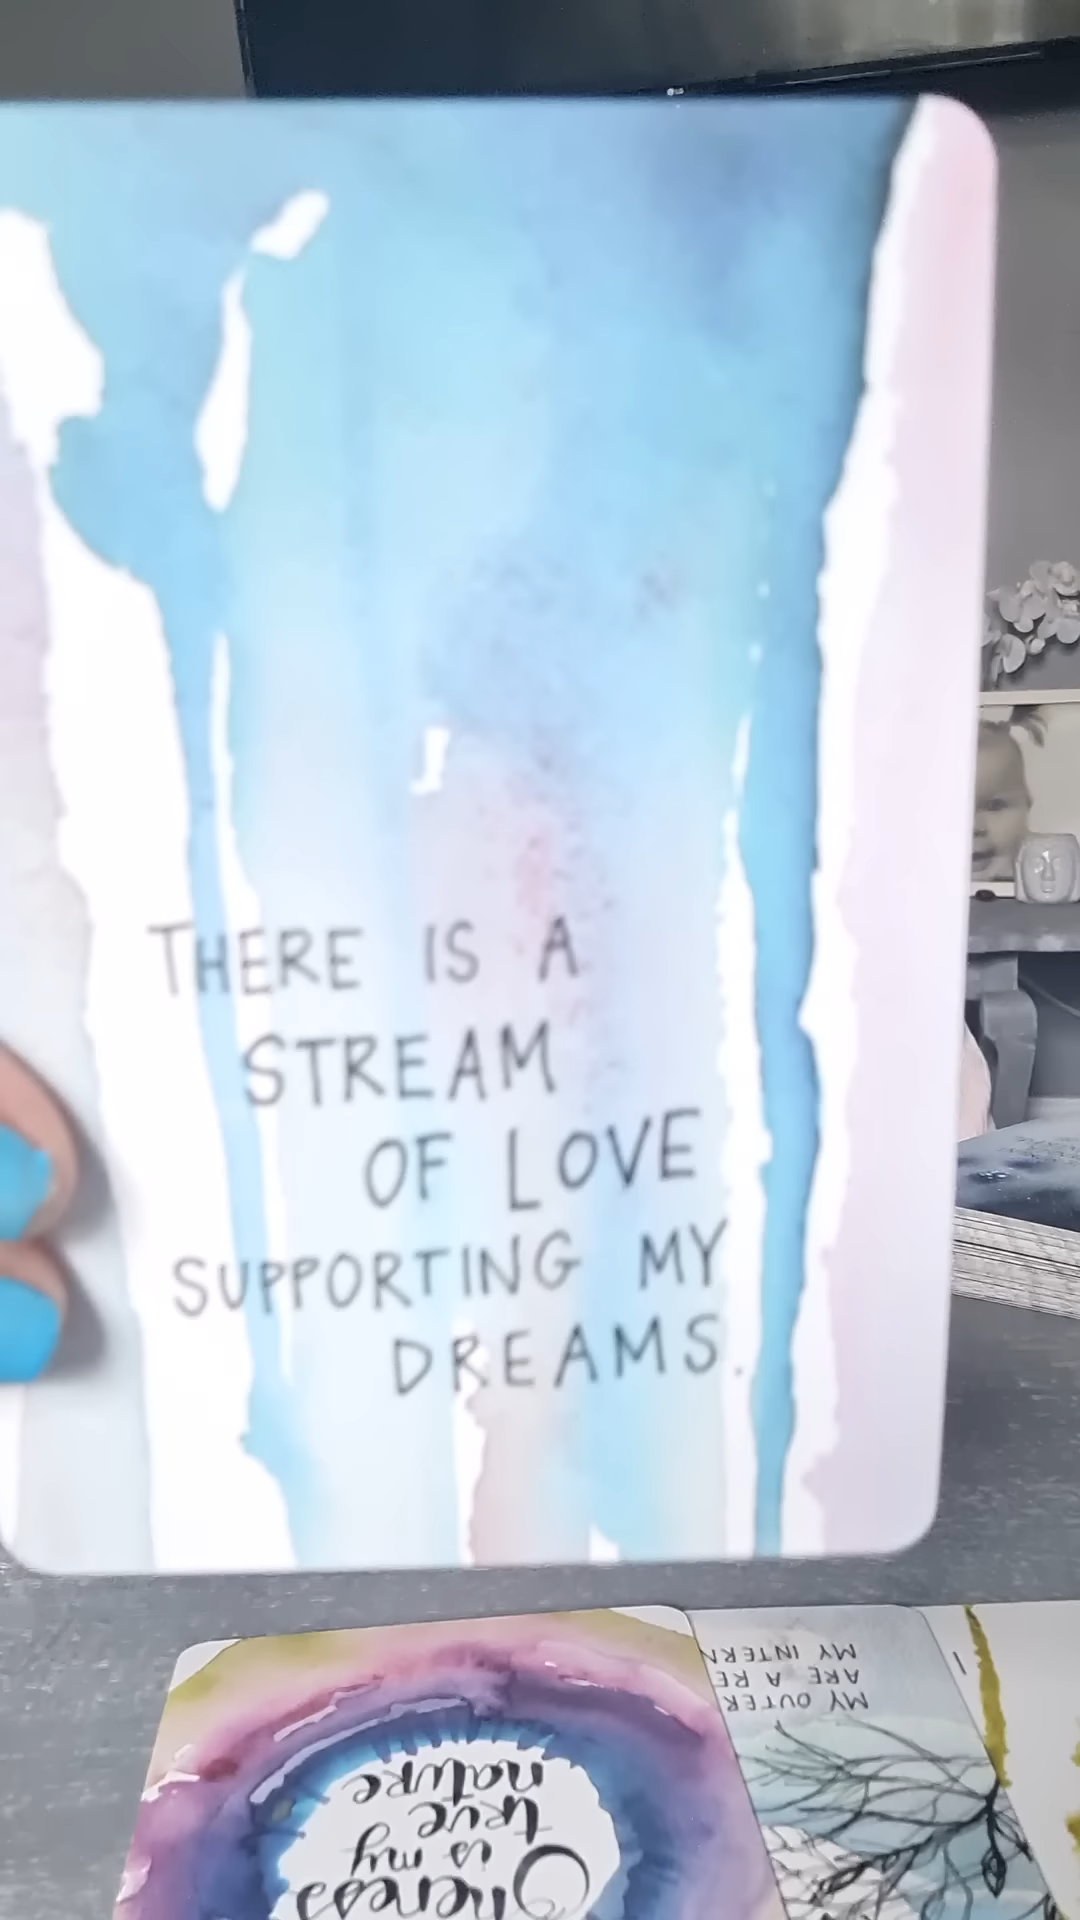 THERE IS A
STREAM
OF LOVE
SUPPORTING MY
DREAMS.
Oneness
is my
true
nature
MY OUTER
ARE A RE
MY INTERN